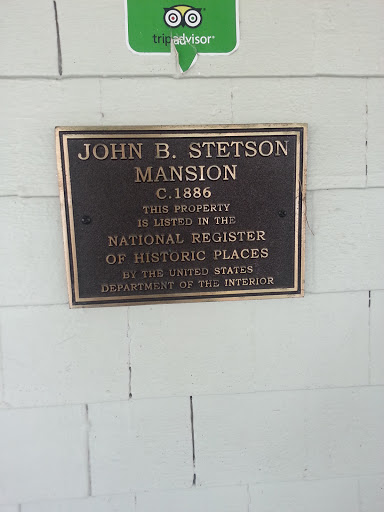 tripadvisor®
JOHN B. STETSON
MANSION
C.1886
THIS PROPERTY
IS LISTED IN THE
NATIONAL REGISTER
OF HISTORIC PLACES
BY THE UNITED STATES
DEPARTMENT OF THE INTERIOR